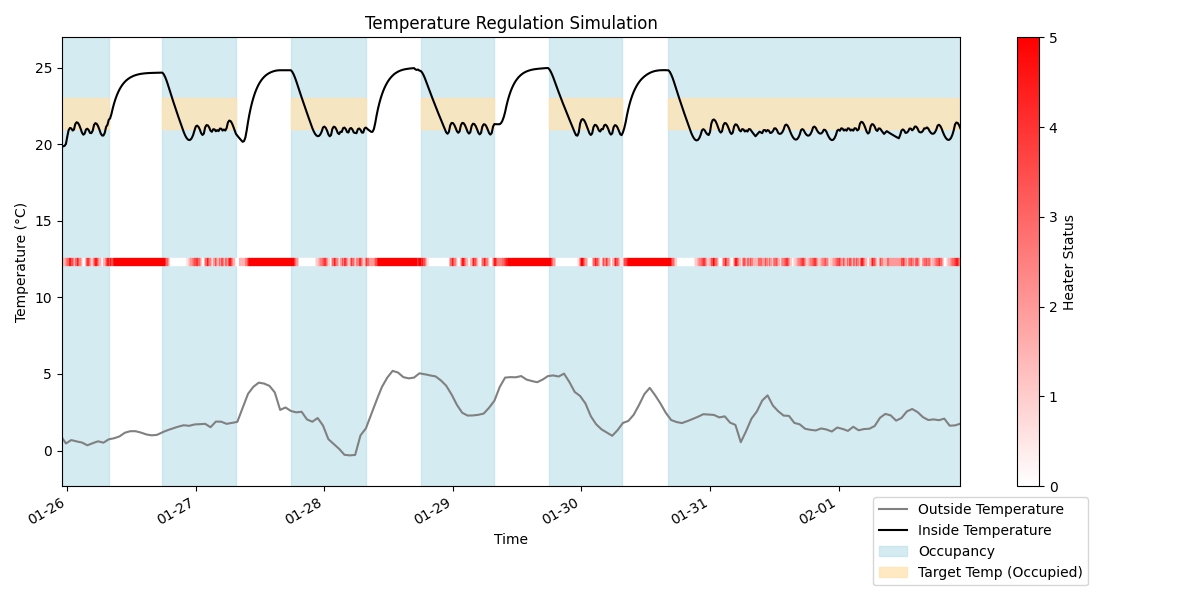 Temperature Regulation Simulation
Temperature (°C)
25
20
15
10
5
0
01-26
01-27
01-28
01-29
01-30
01-31
02-01
Time
5
4
3
2
1
0
Heater Status
Outside Temperature
Inside Temperature
Occupancy
Target Temp (Occupied)